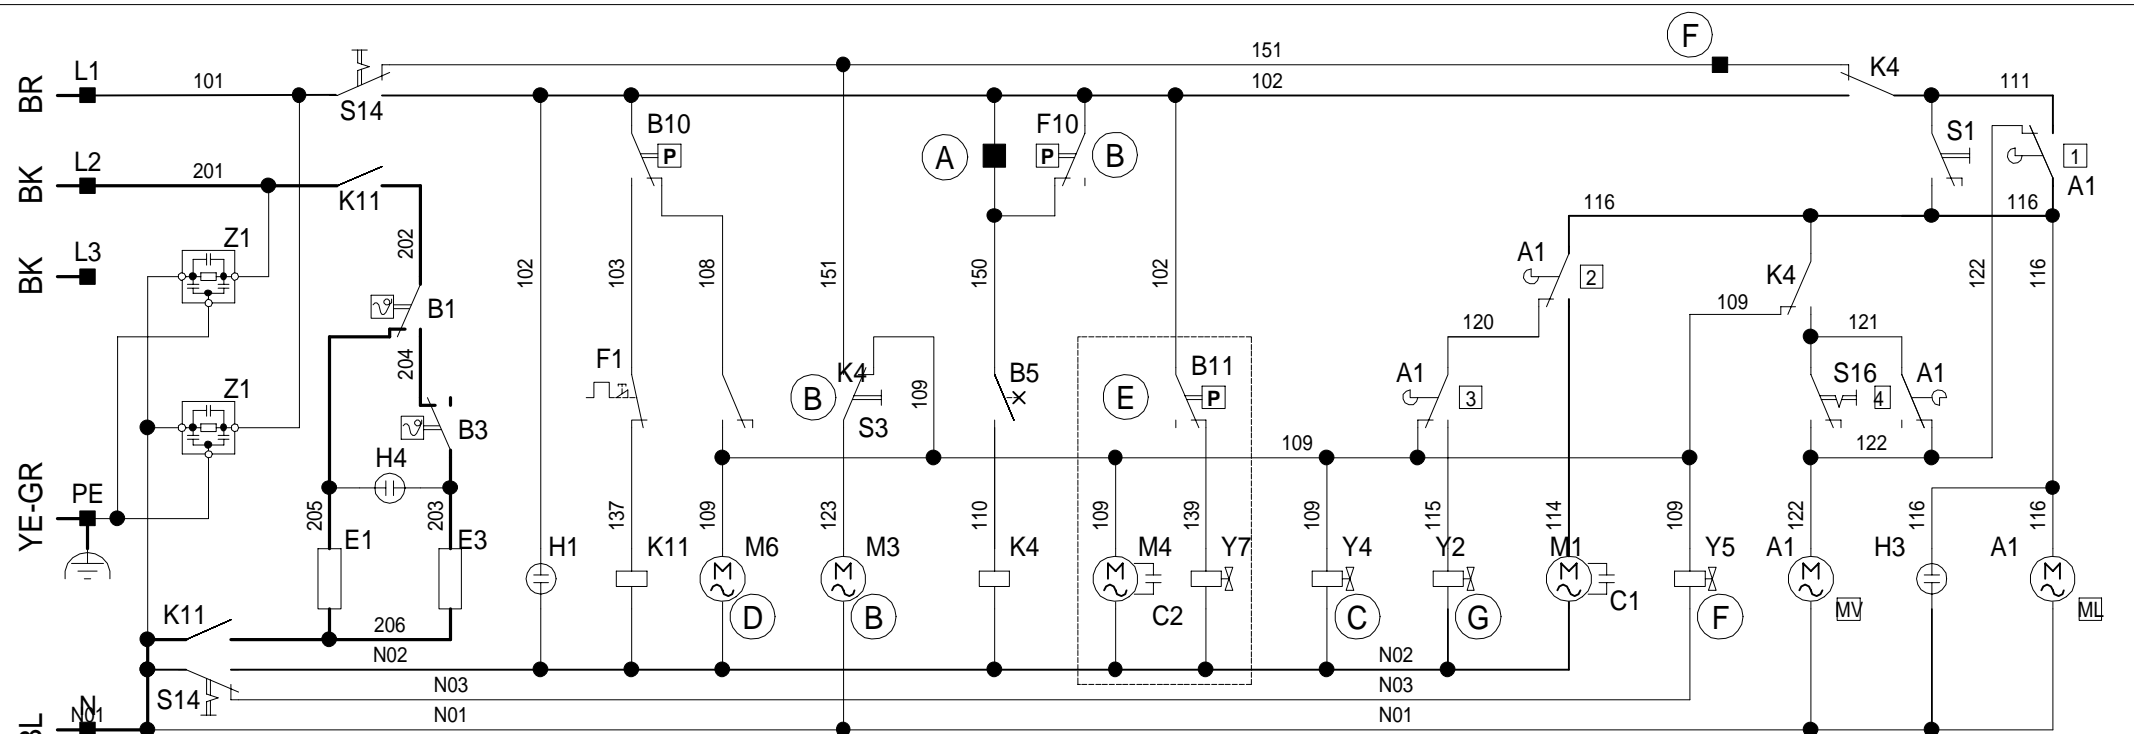 F
151
BR L1 101 S14 102 K4 111
B10 P F10 P B A S1 1 A1
BK L2 201 K11
116 116
Z1 202 A1 2 K4
BK L3
102 103 108 151 150 102 122 116
B1 109
120 121
204 F1 K4 B5 B11 A1 S16 A1
B 109 E P 3 4
Z1 B3 S3
H4 109 122
YE-GR PE 205 203 137 109 123 110 109 139 109 115 114 109 122 116 116
E1 E3 H1 K11 M6 M3 K4 M4 Y7 Y4 Y2 M1 Y5 A1 H3 A1
M M M M M M
K11 D B C2 C G C1 F MV ML
206
N02 N02
S14 N03 N03
BL N N01 N01 N01